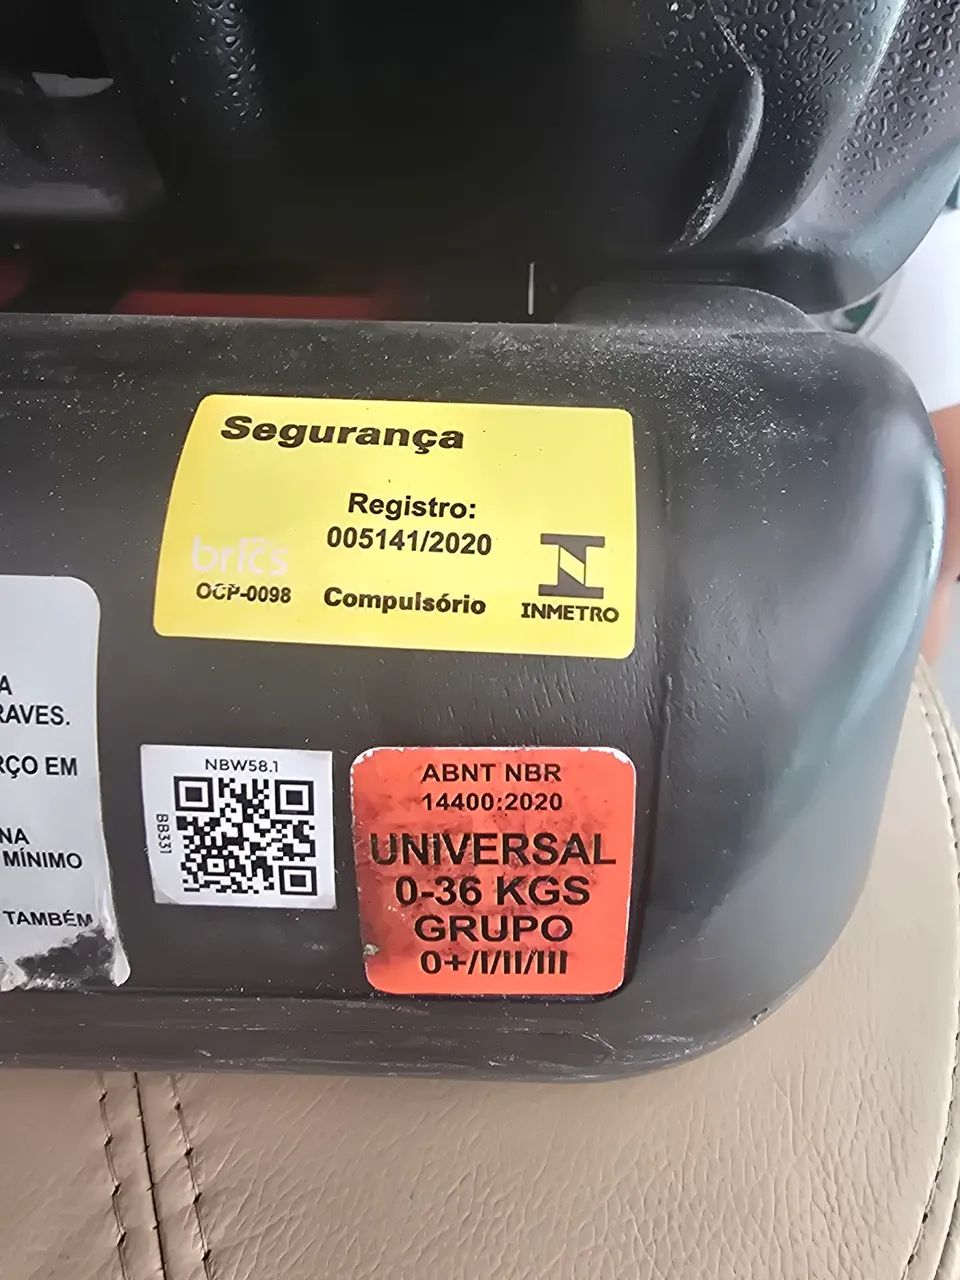 Segurança
Registro:
005141/2020
brics
OCP-0098
Compulsório
INMETRO
A
RAVES.
RÇO EM
NA
MÍNIMO
TAMBÉM
NBW58.1
BB331
ABNT NBR
14400:2020
UNIVERSAL
0-36 KGS
GRUPO
0+/I/II/III